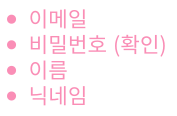 • 이메일
• 비밀번호 (확인)
• 이름
• 닉네임